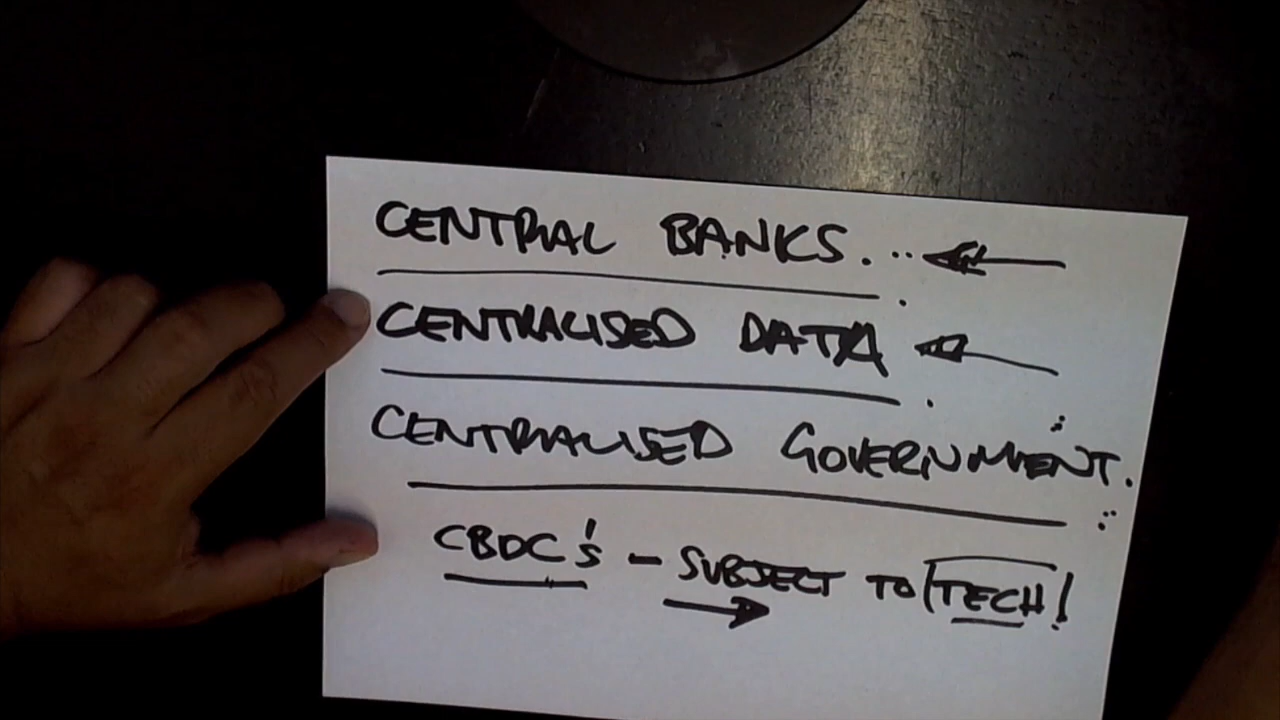 CENTRAL BANKS...
CENTRALISED DATA
CENTRALISED GOVERNMENT.
CBDC's - SUBJECT TO TECH!